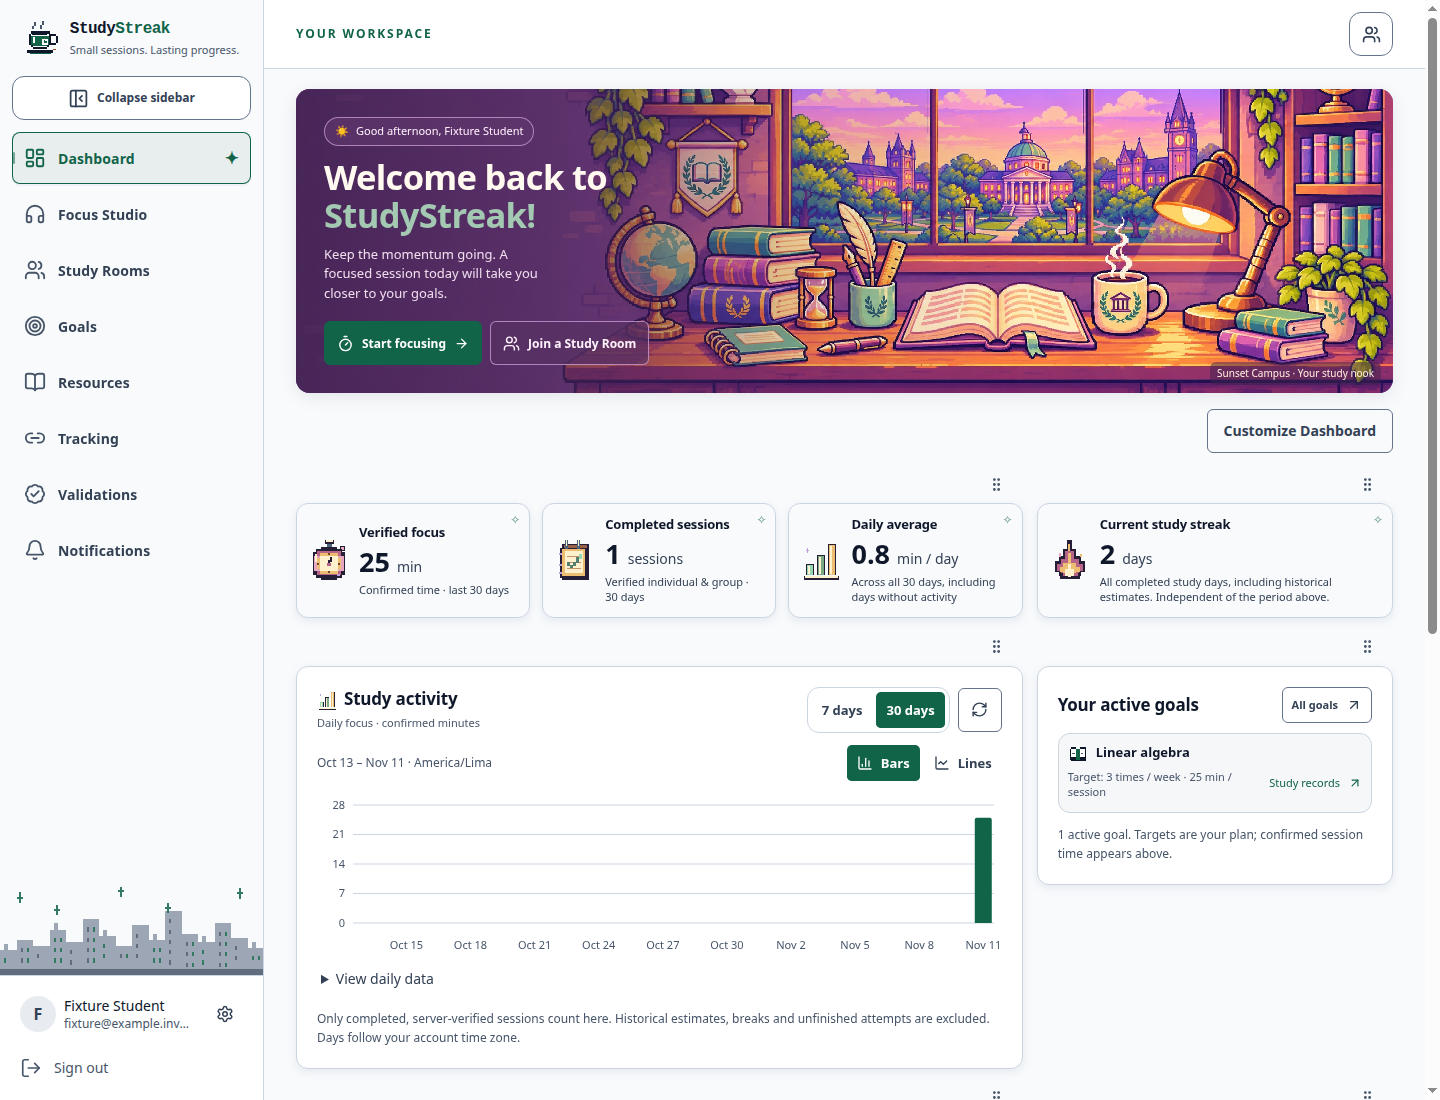 StudyStreak
Small sessions. Lasting progress.
Collapse sidebar
Dashboard
Focus Studio
Study Rooms
Goals
Resources
Tracking
Validations
Notifications
F
Fixture Student
fixture@example.inv...
Sign out
YOUR WORKSPACE
Good afternoon, Fixture Student
Welcome back to
StudyStreak!
Keep the momentum going. A
focused session today will take you
closer to your goals.
Start focusing
Join a Study Room
Sunset Campus · Your study nook
Customize Dashboard
Verified focus
25 min
Confirmed time · last 30 days
Completed sessions
1 sessions
Verified individual & group ·
30 days
Daily average
0.8 min / day
Across all 30 days, including
days without activity
Current study streak
2 days
All completed study days, including historical
estimates. Independent of the period above.
Study activity
Daily focus · confirmed minutes
7 days
30 days
Oct 13 – Nov 11 · America/Lima
Bars
Lines
28
21
14
7
0
Oct 15 Oct 18 Oct 21 Oct 24 Oct 27 Oct 30 Nov 2 Nov 5 Nov 8 Nov 11
View daily data
Only completed, server-verified sessions count here. Historical estimates, breaks and unfinished attempts are excluded.
Days follow your account time zone.
Your active goals
All goals
Linear algebra
Target: 3 times / week · 25 min /
session
Study records
1 active goal. Targets are your plan; confirmed session
time appears above.